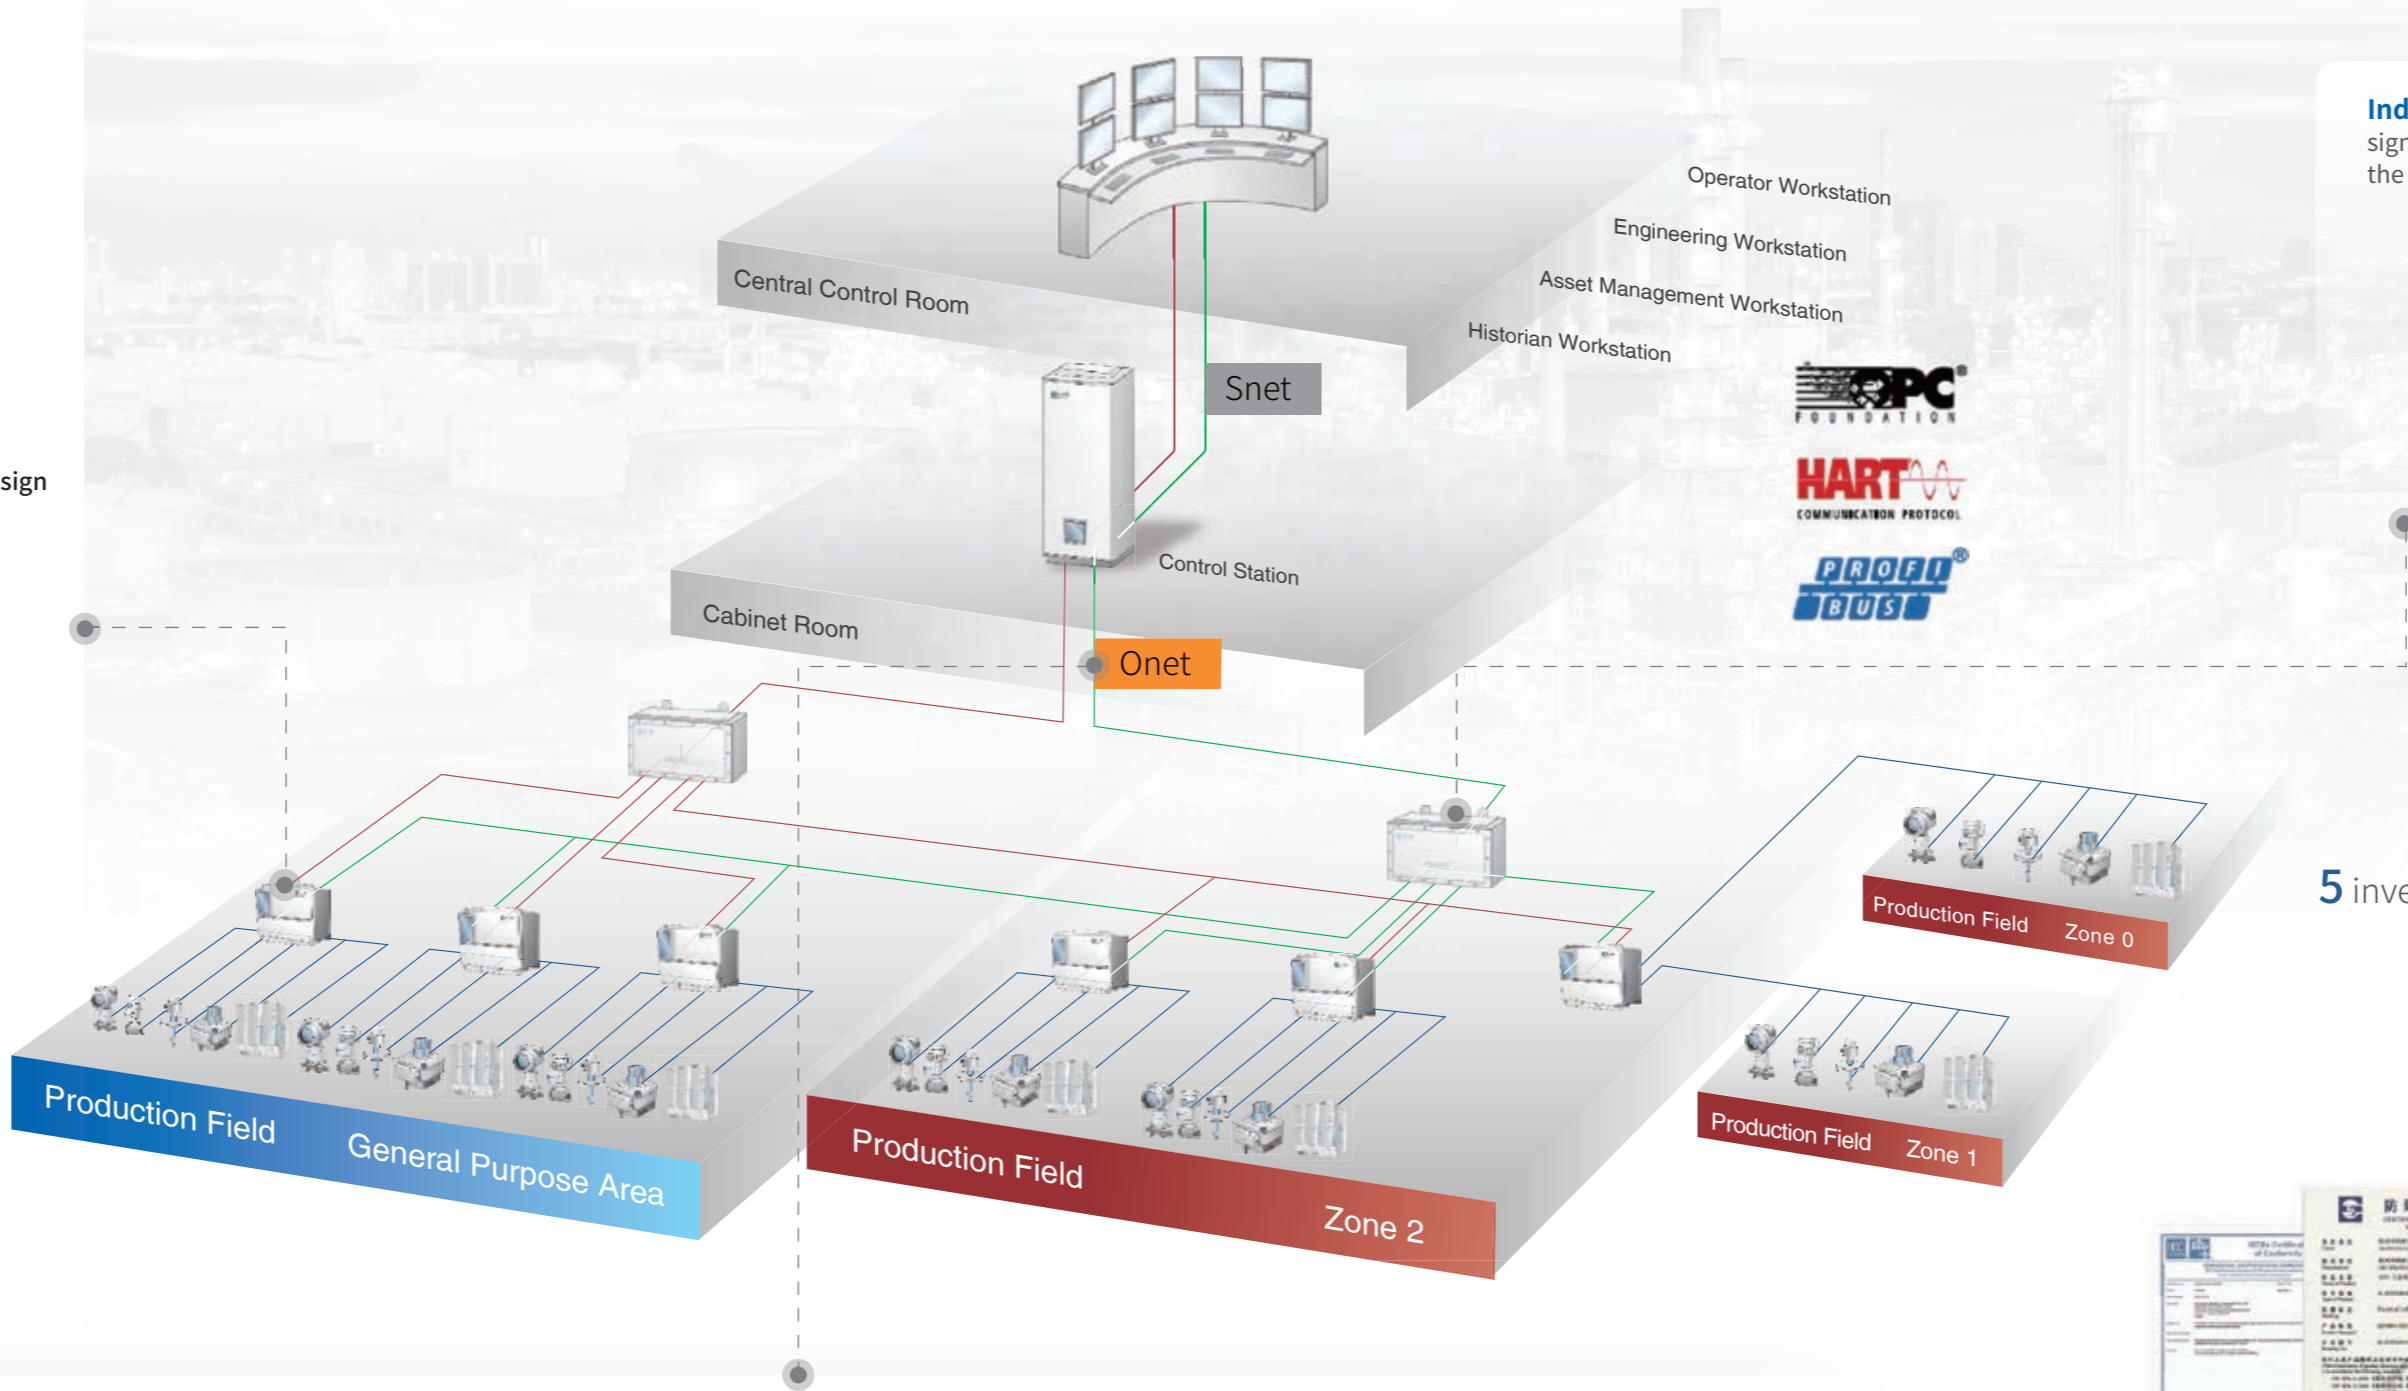 Ind
sign
the
Operator Workstation
Engineering Workstation
Asset Management Workstation
Historian Workstation
Central Control Room
Snet
OPC®
FOUNDATION
HART
COMMUNICATION PROTOCOL
PROFI®
BUS
sign
Control Station
Cabinet Room
Onet
5 inve
Production Field Zone 0
Production Field Zone 1
Production Field General Purpose Area
Production Field Zone 2